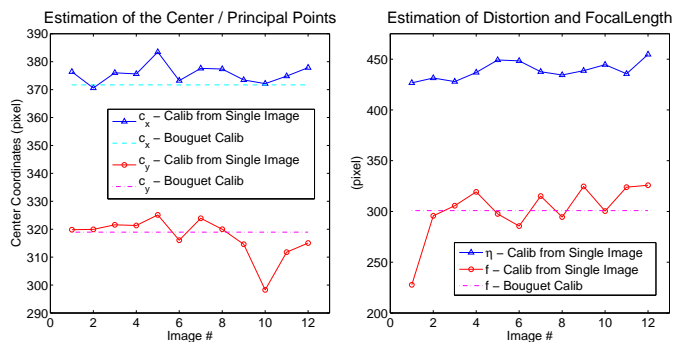 Estimation of the Center / Principal Points
Center Coordinates (pixel)
400
390
380
370
360
350
340
330
320
310
300
290
c_x − Calib from Single Image
c_x − Bouguet Calib
c_y − Calib from Single Image
c_y − Bouguet Calib
0 2 4 6 8 10 12
Image #
Estimation of Distortion and FocalLength
(pixel)
450
400
350
300
250
200
η − Calib from Single Image
f − Calib from Single Image
f − Bouguet Calib
0 2 4 6 8 10 12
Image #